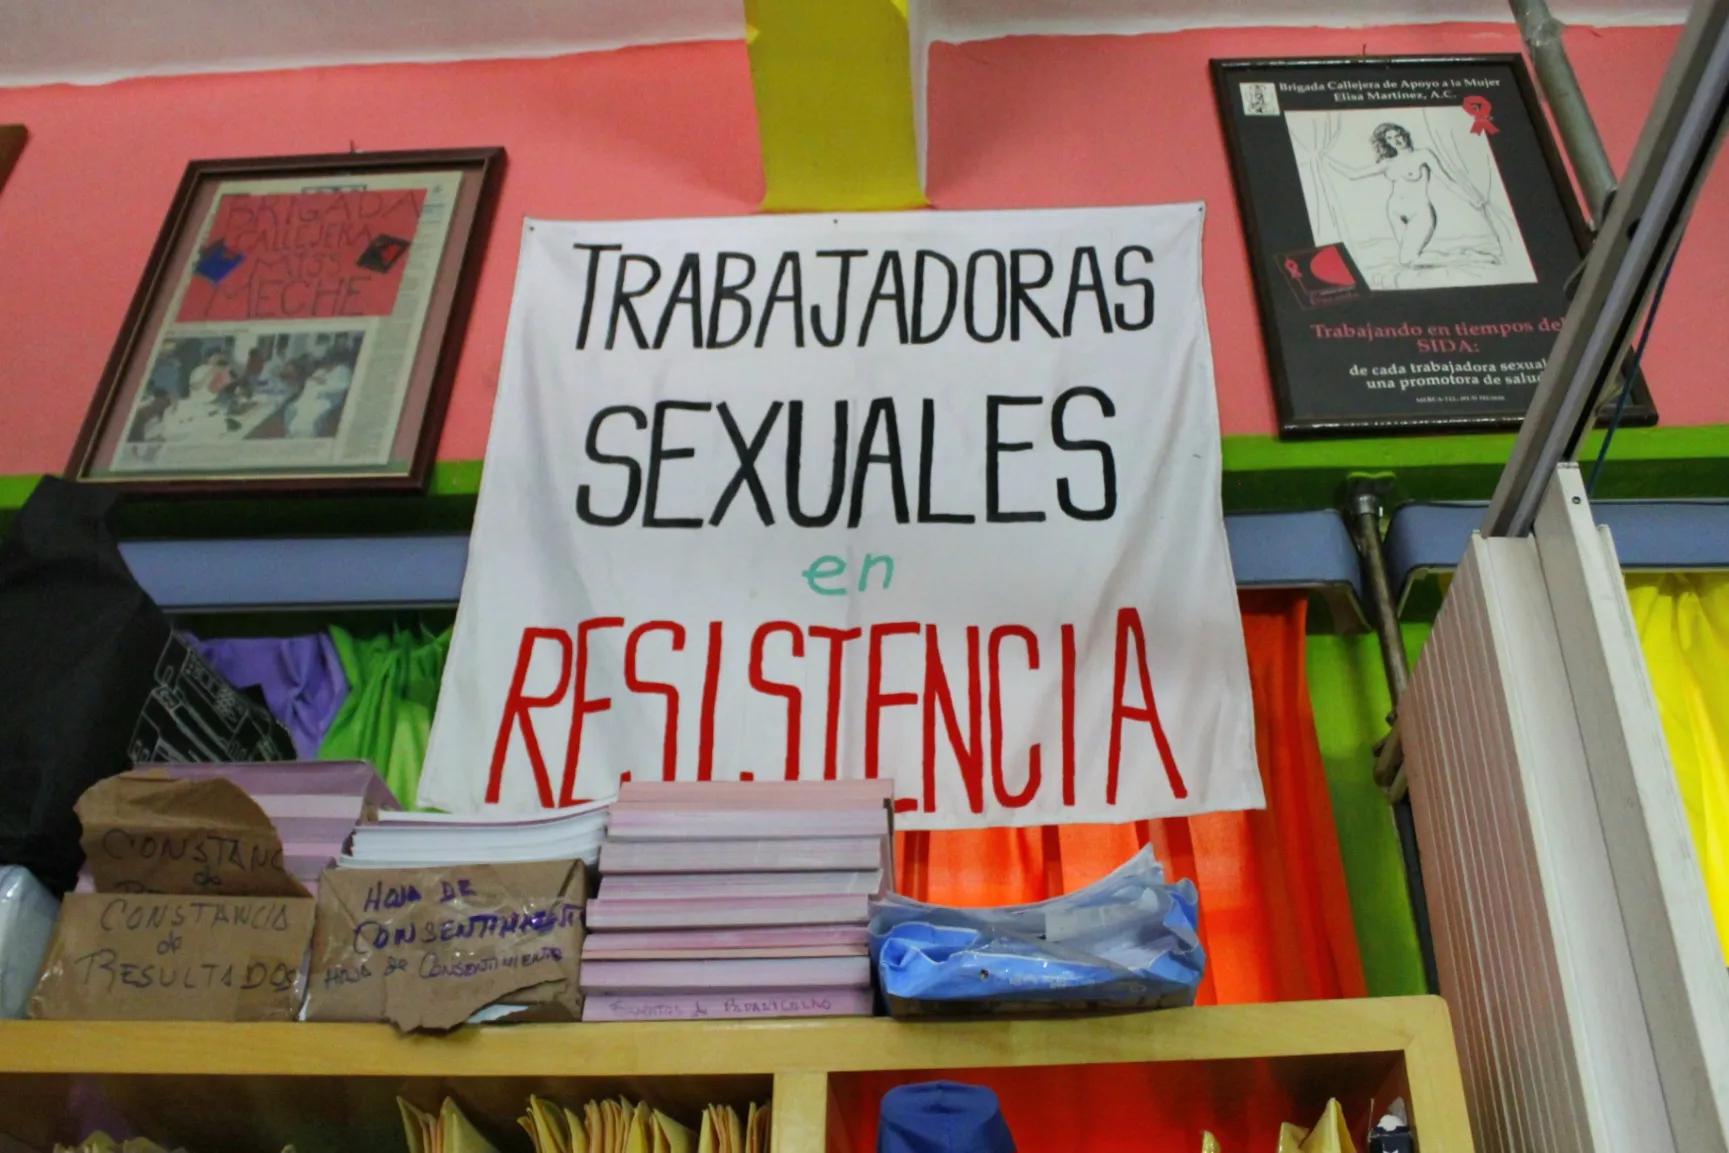 BRIGADA
CALLEJERA
MISS
MECHE
TRABAJADORAS
SEXUALES
en
RESISTENCIA
Brigada Callejera de Apoyo a la Mujer
Elisa Martínez, A.C.
Trabajando en tiempos del
SIDA:
de cada trabajadora sexual
una promotora de salud
CONSTANC
de
CONSTANCIA
de
RESULTADOS
HOJA DE
CONSENTIMIENTO
HOJA de CONSENTIMIENTO